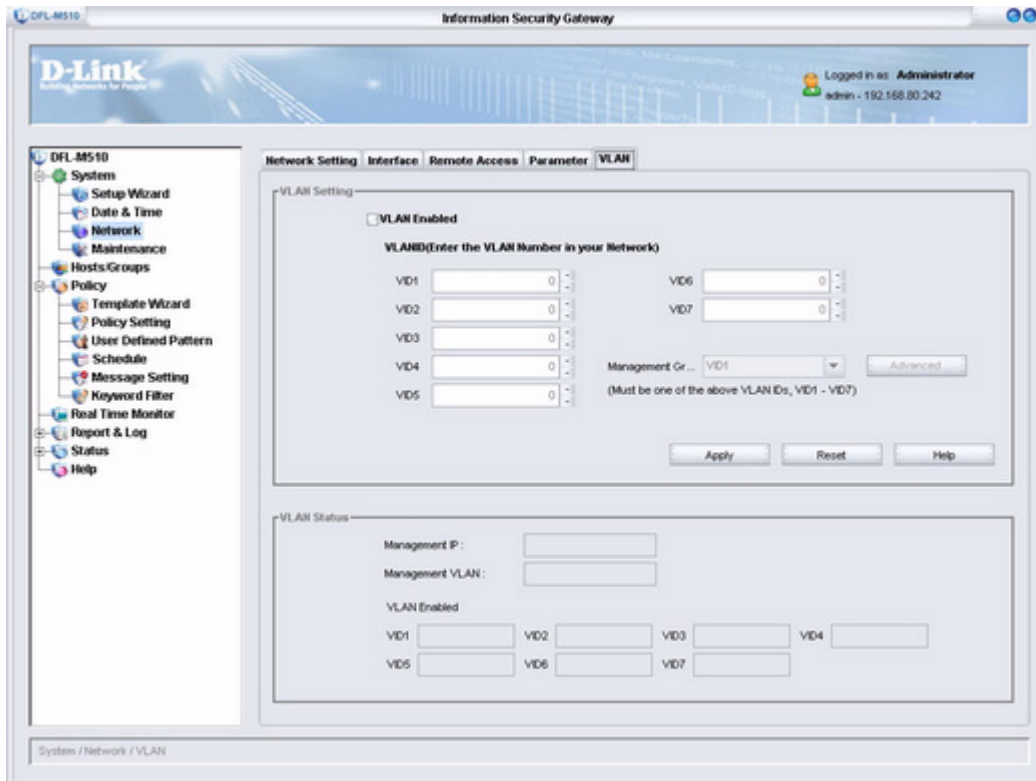 DFL-M510
Information Security Gateway
D-Link
Building Networks for People
Logged in as Administrator
admin - 192.168.80.242
DFL-M510
System
Setup Wizard
Date & Time
Network
Maintenance
Hosts/Groups
Policy
Template Wizard
Policy Setting
User Defined Pattern
Schedule
Message Setting
Keyword Filter
Real Time Monitor
Report & Log
Status
Help
Network Setting Interface Remote Access Parameter VLAN
VLAN Setting
VLAN Enabled
VLANID(Enter the VLAN Number in your Network)
VID1 0 VID6 0
VID2 0 VID7 0
VID3 0
VID4 0 Management Gr... VID1 Advanced
VID5 0 (Must be one of the above VLAN IDs, VID1 - VID7)
Apply Reset Help
VLAN Status
Management IP :
Management VLAN :
VLAN Enabled
VID1 VID2 VID3 VID4
VID5 VID6 VID7
System / Network / VLAN